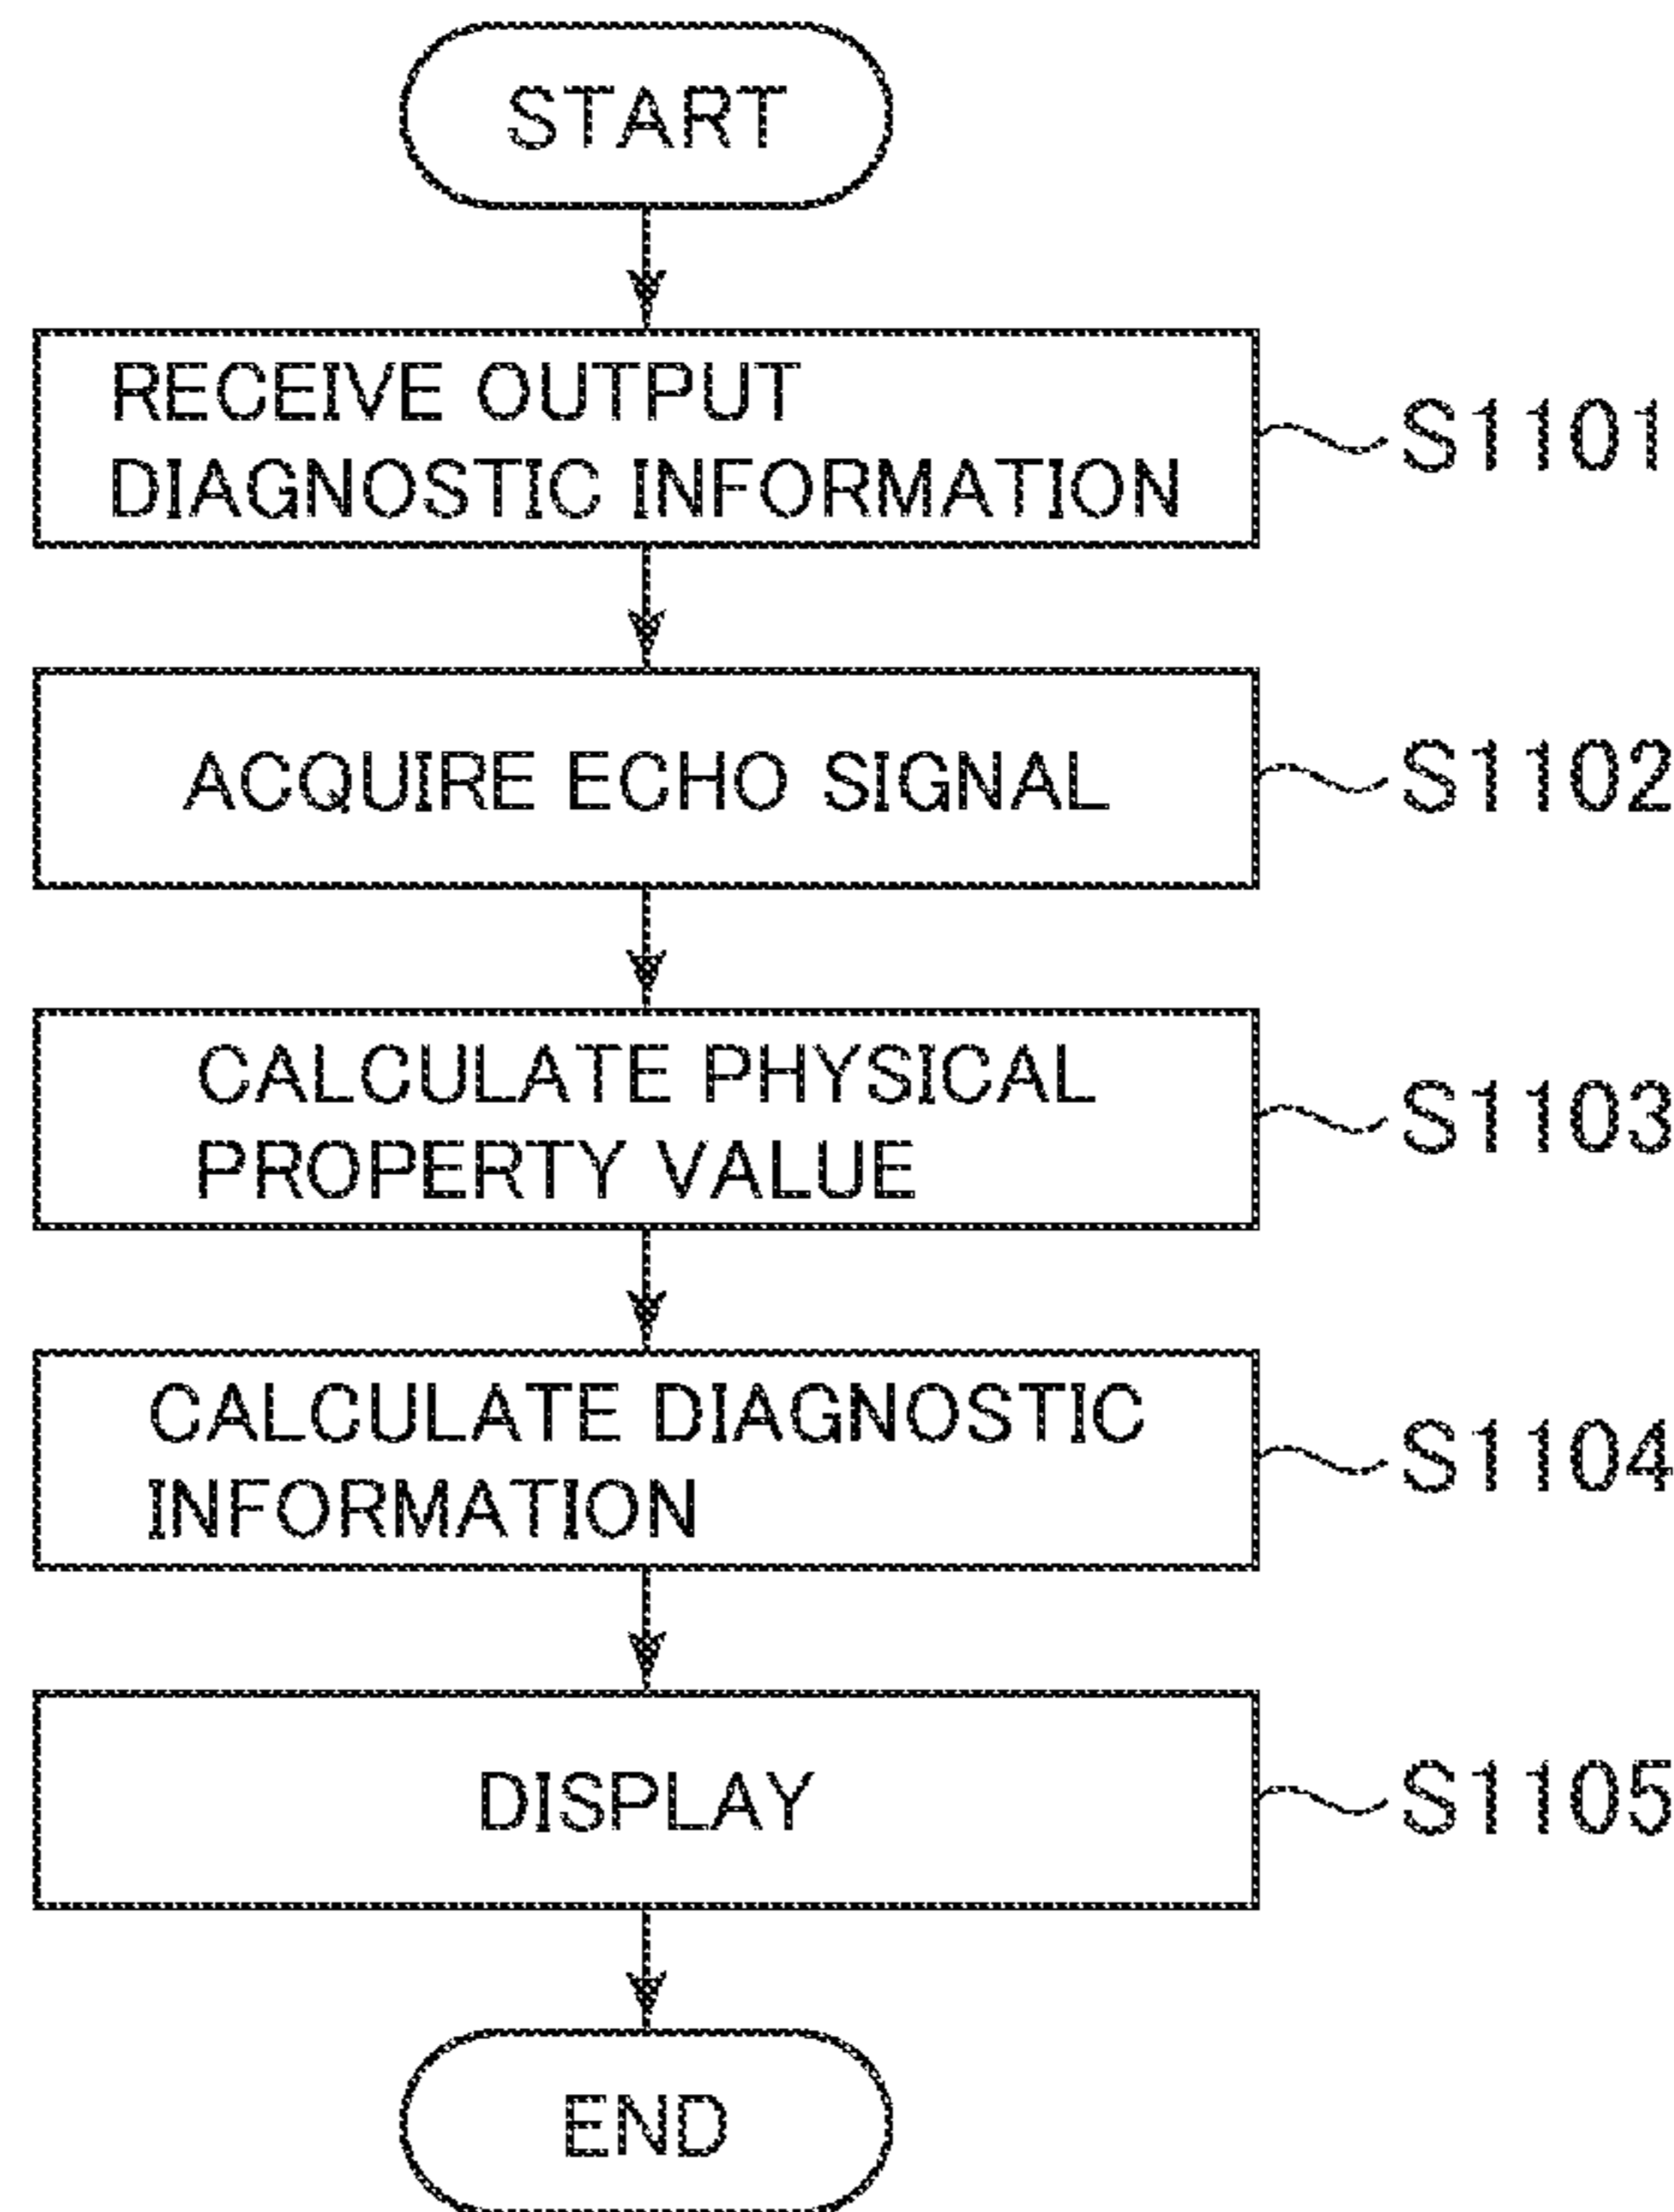 START
RECEIVE OUTPUT
DIAGNOSTIC INFORMATION
S1101
ACQUIRE ECHO SIGNAL
S1102
CALCULATE PHYSICAL
PROPERTY VALUE
S1103
CALCULATE DIAGNOSTIC
INFORMATION
S1104
DISPLAY
S1105
END